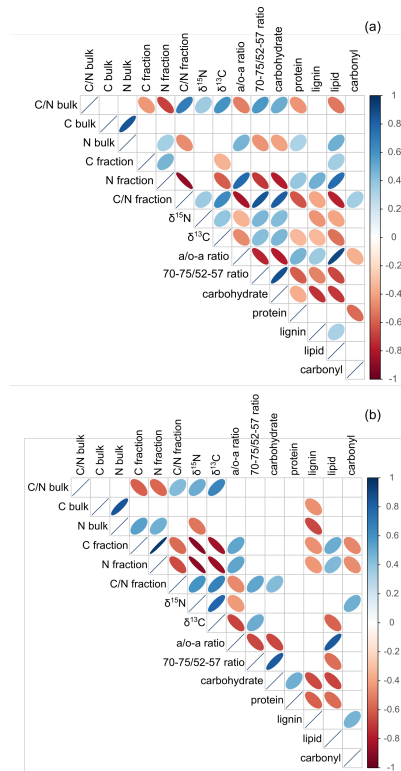 (a)
C/N bulk
C bulk
N bulk
C fraction
N fraction
C/N fraction
δ15N
δ13C
a/o-a ratio
70-75/52-57 ratio
carbohydrate
protein
lignin
lipid
carbonyl
C/N bulk
C bulk
N bulk
C fraction
N fraction
C/N fraction
δ15N
δ13C
a/o-a ratio
70-75/52-57 ratio
carbohydrate
protein
lignin
lipid
carbonyl
1
0.8
0.6
0.4
0.2
0
-0.2
-0.4
-0.6
-0.8
-1
(b)
C/N bulk
C bulk
N bulk
C fraction
N fraction
C/N fraction
δ15N
δ13C
a/o-a ratio
70-75/52-57 ratio
carbohydrate
protein
lignin
lipid
carbonyl
C/N bulk
C bulk
N bulk
C fraction
N fraction
C/N fraction
δ15N
δ13C
a/o-a ratio
70-75/52-57 ratio
carbohydrate
protein
lignin
lipid
carbonyl
1
0.8
0.6
0.4
0.2
0
-0.2
-0.4
-0.6
-0.8
-1